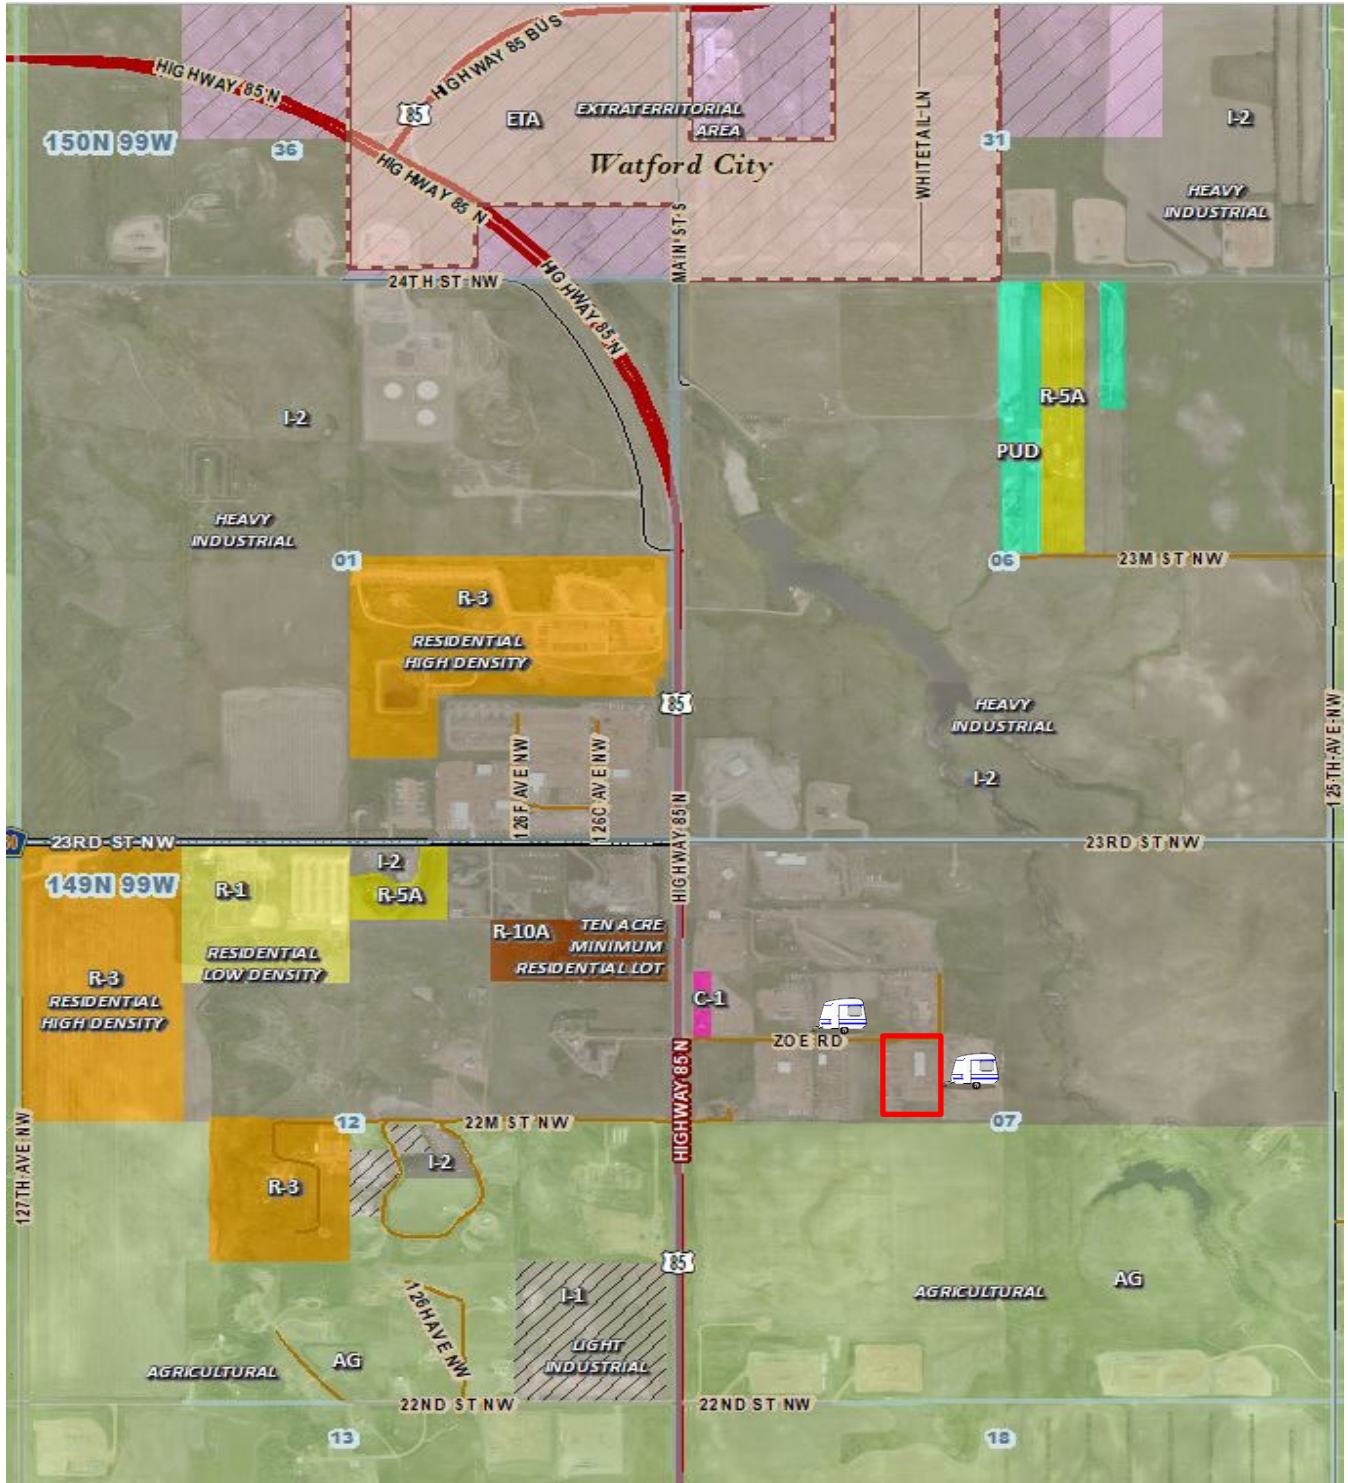 HIGHWAY 85 BUS
HIGHWAY 85 N
85
ETA
EXTRATERRITORIAL
AREA
WHITETAIL LN
I-2
150N 99W
36
31
HIGHWAY 85 N
Watford City
HEAVY
INDUSTRIAL
MAIN ST S
24TH ST NW
HIGHWAY 85 N
I-2
R-5A
PUD
HEAVY
INDUSTRIAL
01
06
23M ST NW
R-3
RESIDENTIAL
HIGH DENSITY
85
HEAVY
INDUSTRIAL
125TH AVE NW
126F AVE NW
126C AVE NW
I-2
HIGHWAY 85 N
23RD ST NW
23RD ST NW
149N 99W
R-1
I-2
R-5A
R-10A
TEN ACRE
MINIMUM
RESIDENTIAL LOT
RESIDENTIAL
LOW DENSITY
R-3
RESIDENTIAL
HIGH DENSITY
C-1
ZOE RD
HIGHWAY 85 N
127TH AVE NW
12
22M ST NW
07
I-2
R-3
85
AG
AGRICULTURAL
I-1
LIGHT
INDUSTRIAL
126H AVE NW
AG
AGRICULTURAL
22ND ST NW
22ND ST NW
13
18